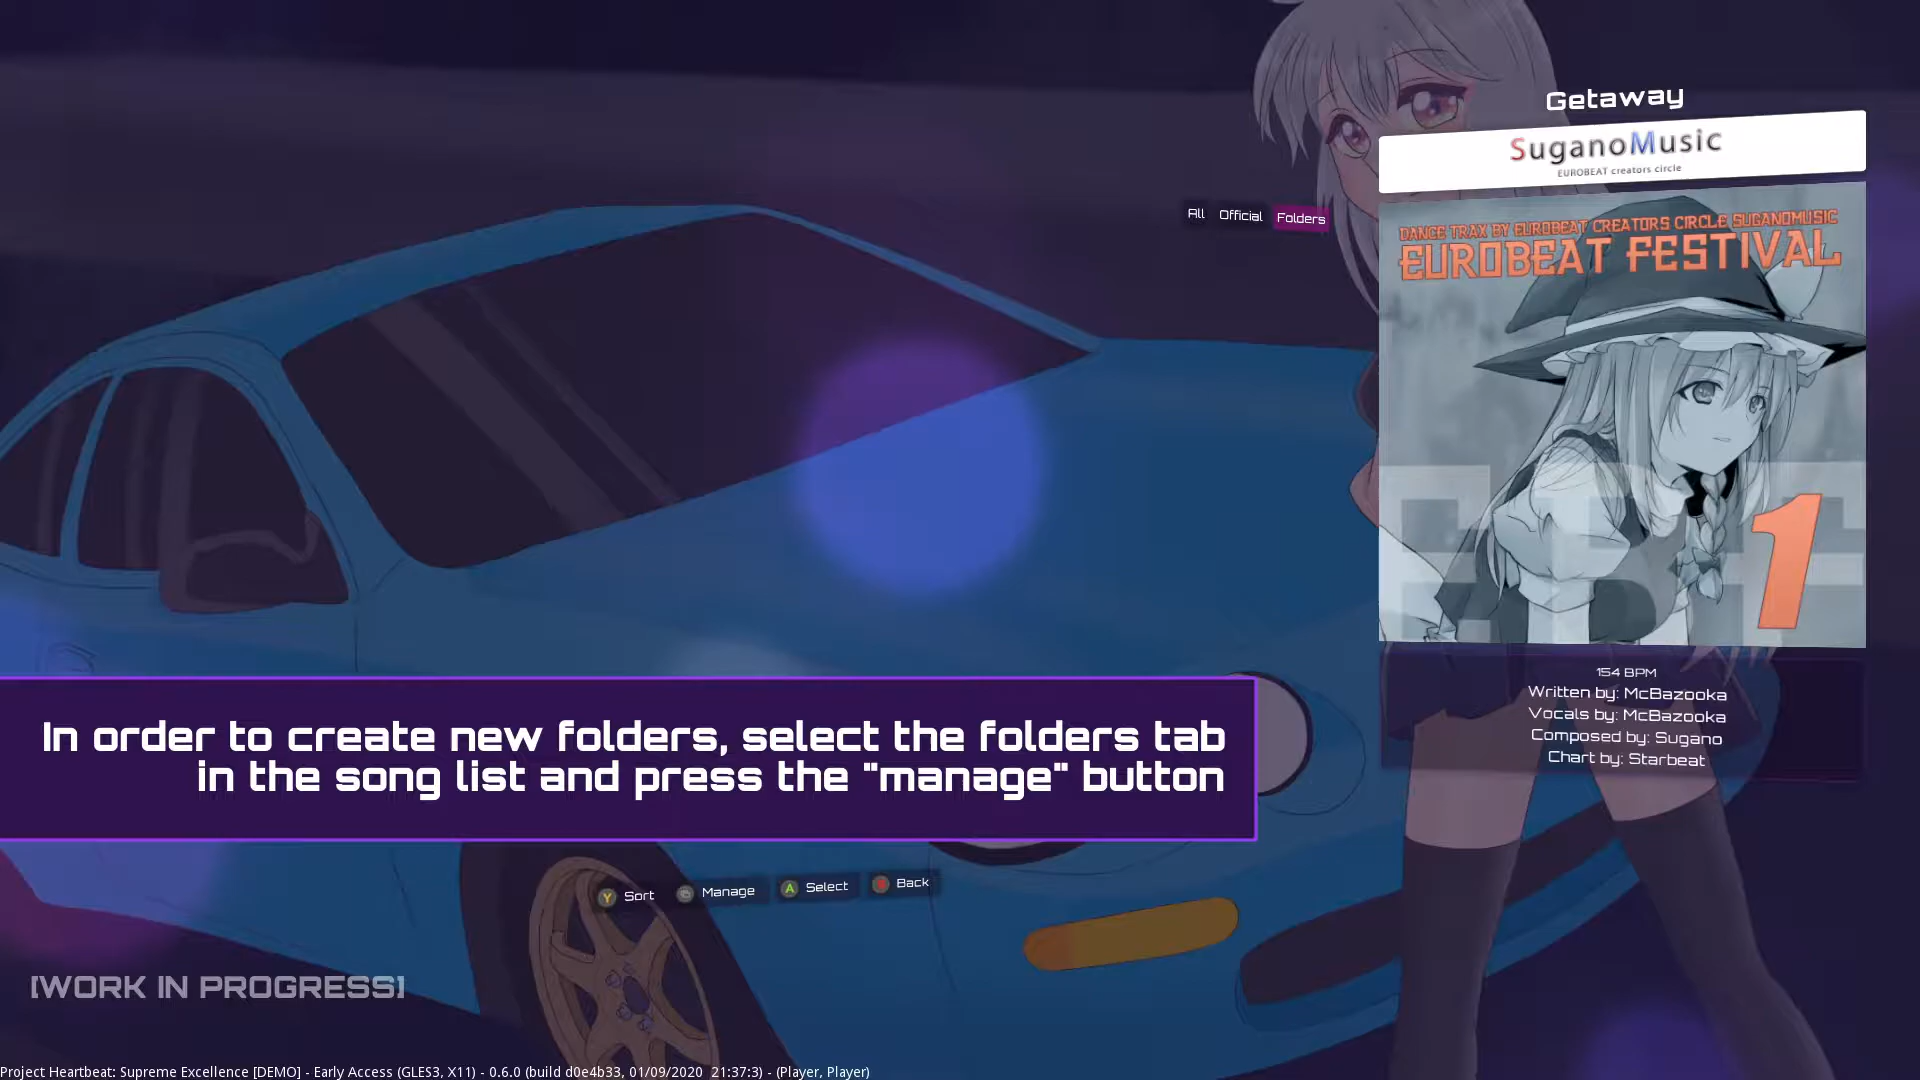 Getaway
SuganoMusic
EUROBEAT creators circle
All Official Folders
DANCE TRAX BY EUROBEAT CREATORS CIRCLE SUGANOMUSIC
EUROBEAT FESTIVAL
1
154 BPM
Written by: McBazooka
Vocals by: McBazooka
Composed by: Sugano
Chart by: Starbeat
In order to create new folders, select the folders tab
in the song list and press the "manage" button
Y Sort Manage A Select Back
[WORK IN PROGRESS]
Project Heartbeat: Supreme Excellence [DEMO] - Early Access (GLES3, X11) - 0.6.0 (build d0e4b33, 01/09/2020 21:37:3) - (Player, Player)